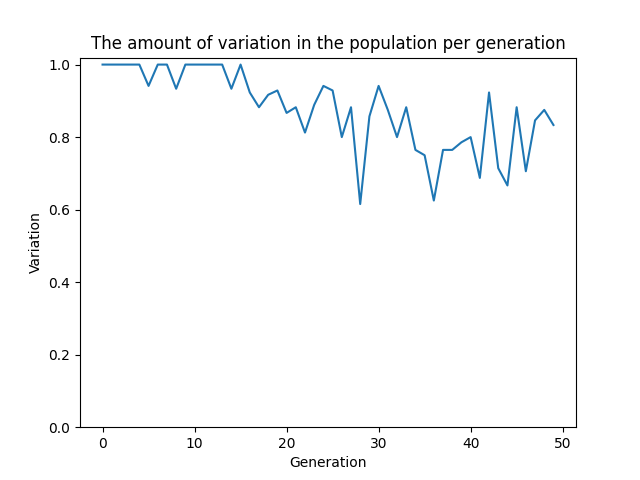 The amount of variation in the population per generation
1.0
0.8
0.6
0.4
0.2
0.0
Variation
0 10 20 30 40 50
Generation